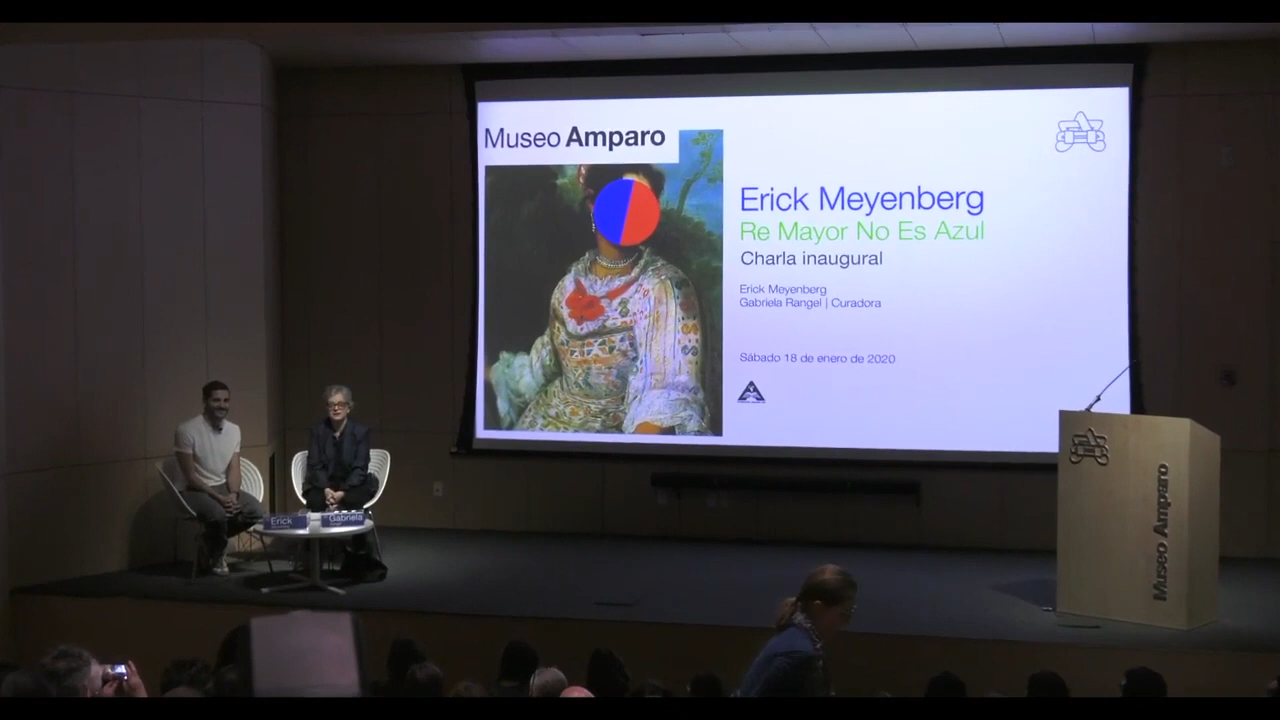 Museo Amparo
Erick Meyenberg
Re Mayor No Es Azul
Charla inaugural
Erick Meyenberg
Gabriela Rangel | Curadora
Sábado 18 de enero de 2020
Erick
Gabriela
Museo Amparo